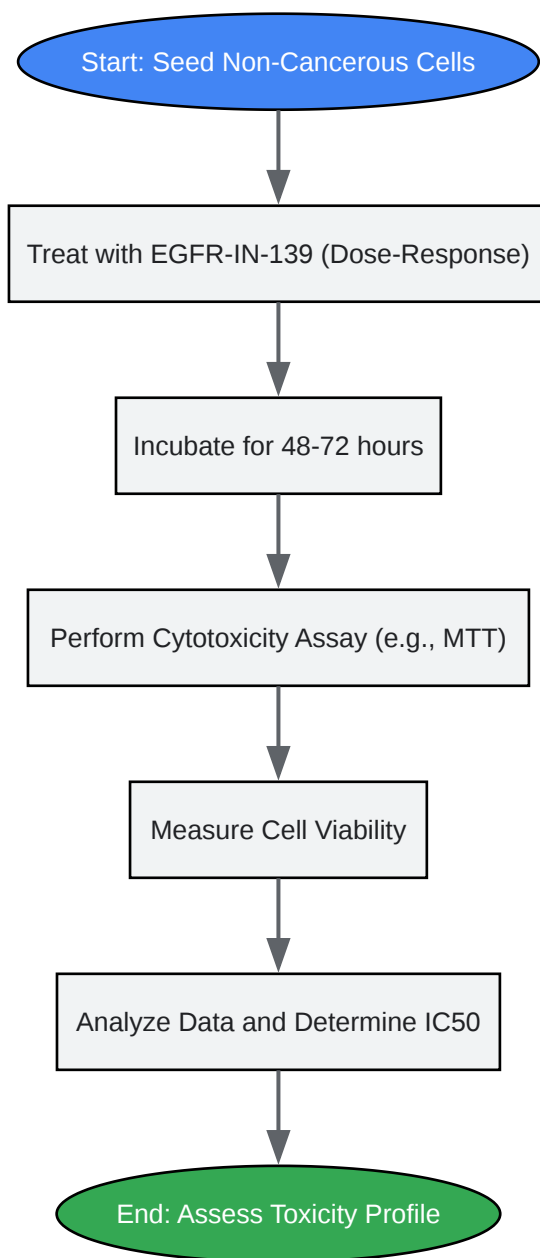 Start: Seed Non-Cancerous Cells
Treat with EGFR-IN-139 (Dose-Response)
Incubate for 48-72 hours
Perform Cytotoxicity Assay (e.g., MTT)
Measure Cell Viability
Analyze Data and Determine IC50
End: Assess Toxicity Profile